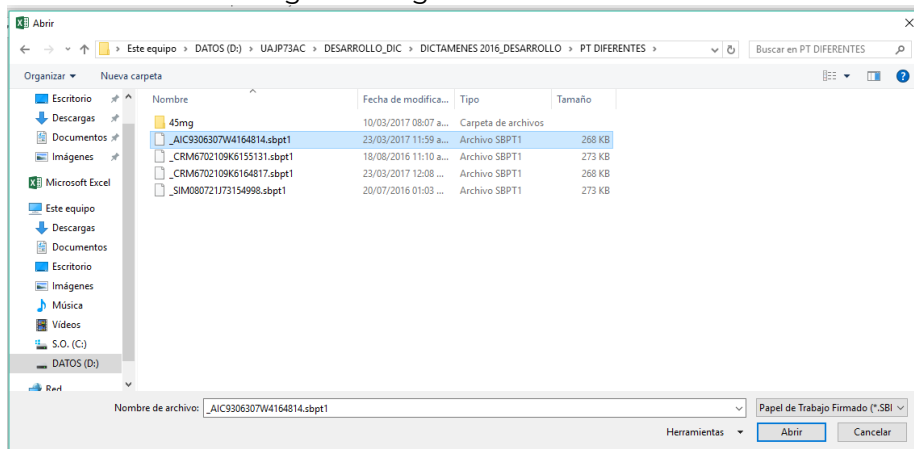 Abrir
Este equipo > DATOS (D:) > UAJP73AC > DESARROLLO_DIC > DICTAMENES 2016_DESARROLLO > PT DIFERENTES >
Buscar en PT DIFERENTES
Organizar
Nueva carpeta
Escritorio
Descargas
Documentos
Imágenes
Microsoft Excel
Este equipo
Descargas
Documentos
Escritorio
Imágenes
Música
Vídeos
S.O. (C:)
DATOS (D:)
Red
Nombre Fecha de modifica... Tipo Tamaño
45mg 10/03/2017 08:07 a... Carpeta de archivos
_AIC9306307W4164814.sbpt1 23/03/2017 11:59 a... Archivo SBPT1 268 KB
_CRM6702109K6155131.sbpt1 18/08/2016 11:10 a... Archivo SBPT1 273 KB
_CRM6702109K6164817.sbpt1 23/03/2017 12:08 ... Archivo SBPT1 268 KB
_SIM080721J73154998.sbpt1 20/07/2016 01:03 ... Archivo SBPT1 273 KB
Nombre de archivo: _AIC9306307W4164814.sbpt1
Papel de Trabajo Firmado (*.SBI
Herramientas
Abrir
Cancelar